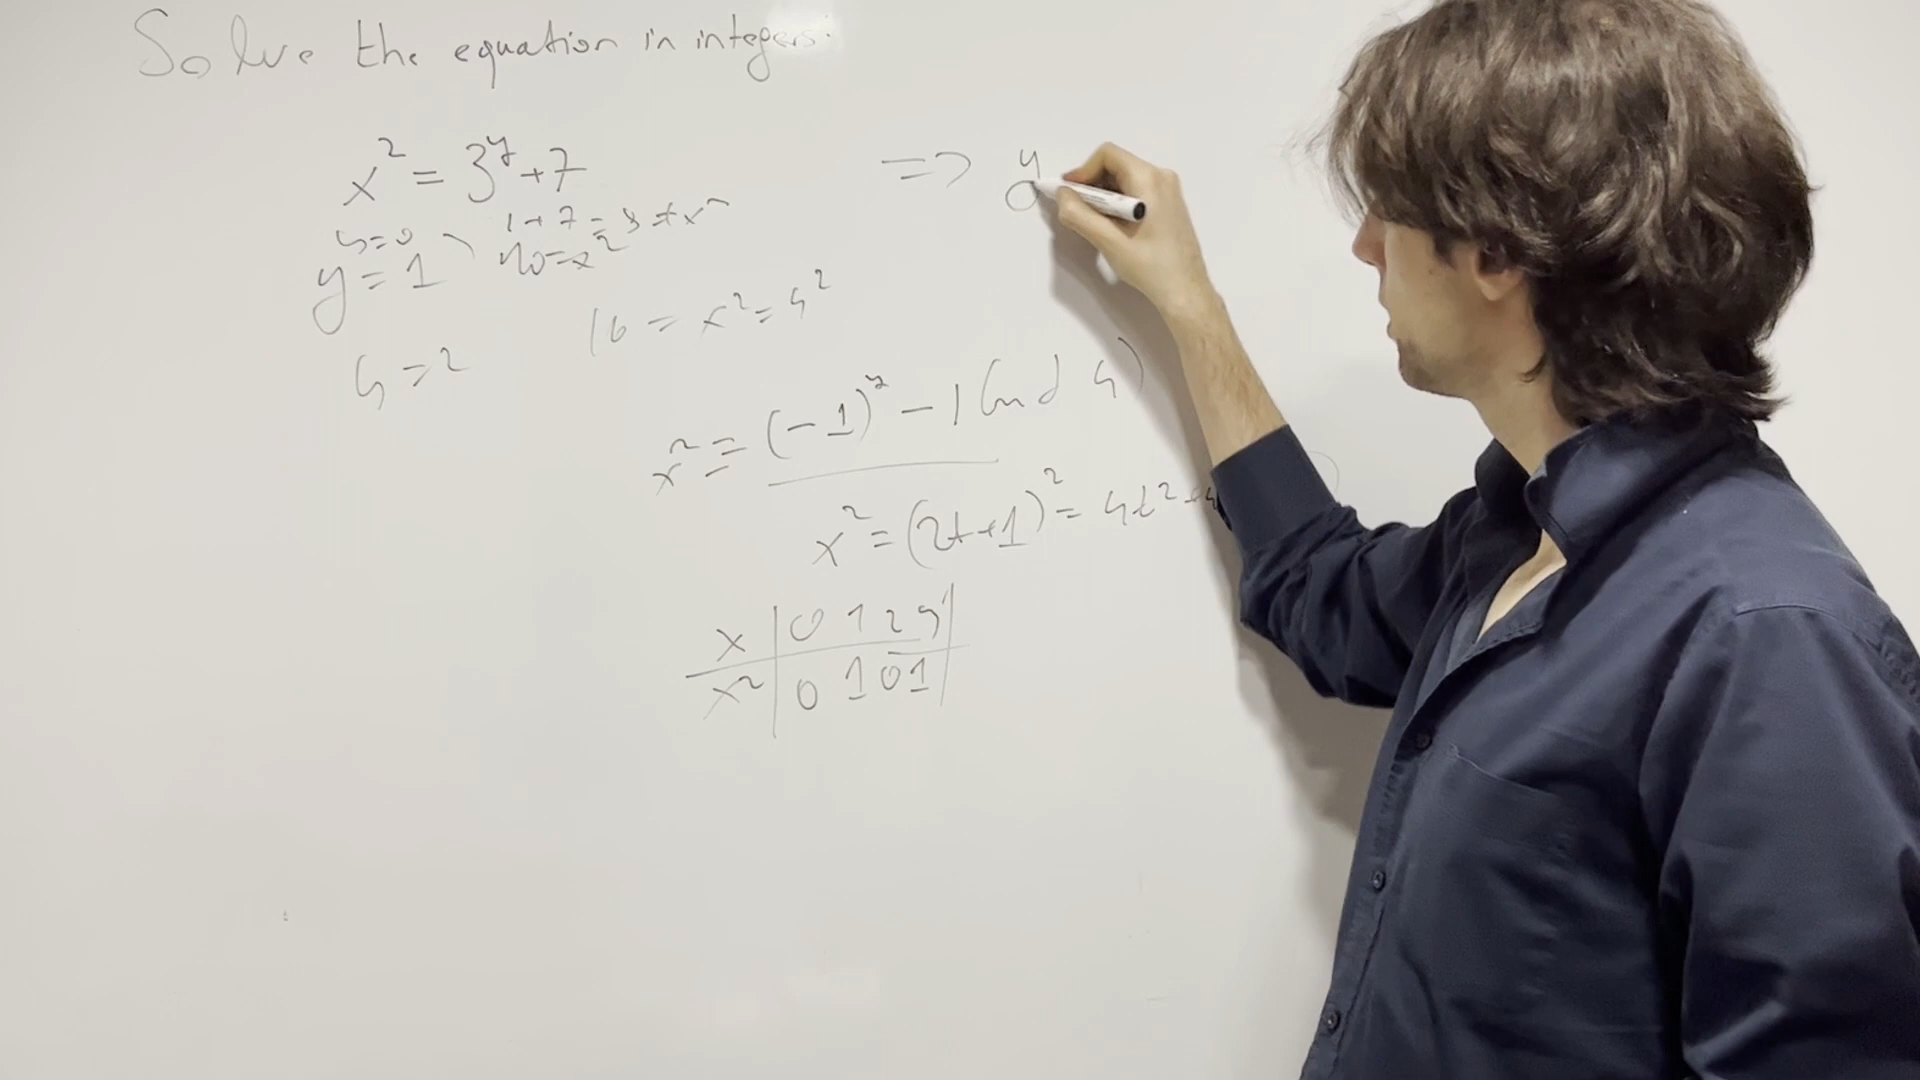 Solve the equation in integers:
x² = 3^y + 7
=> y
y=0 1+7=8≠x²
y=1 10=x²
16 = x² = 4²
y=2
x² ≡ (-1)^y - 1 (mod 4)
x² = (2t+1)² = 4t² +4
x | 0 1 2 3
x² | 0 1 0 1